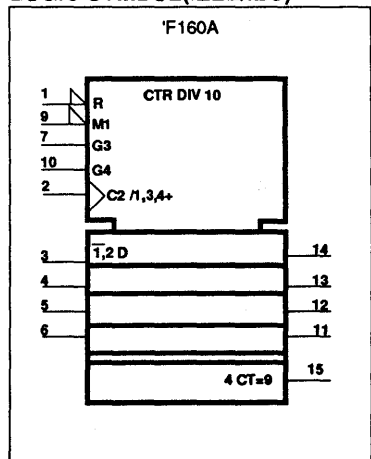 'F160A
CTR DIV 10
1 R
9 M1
7 G3
10 G4
2 C2 /1,3,4+
3 1̅,2 D 14
4 13
5 12
6 11
4 CT=9 15